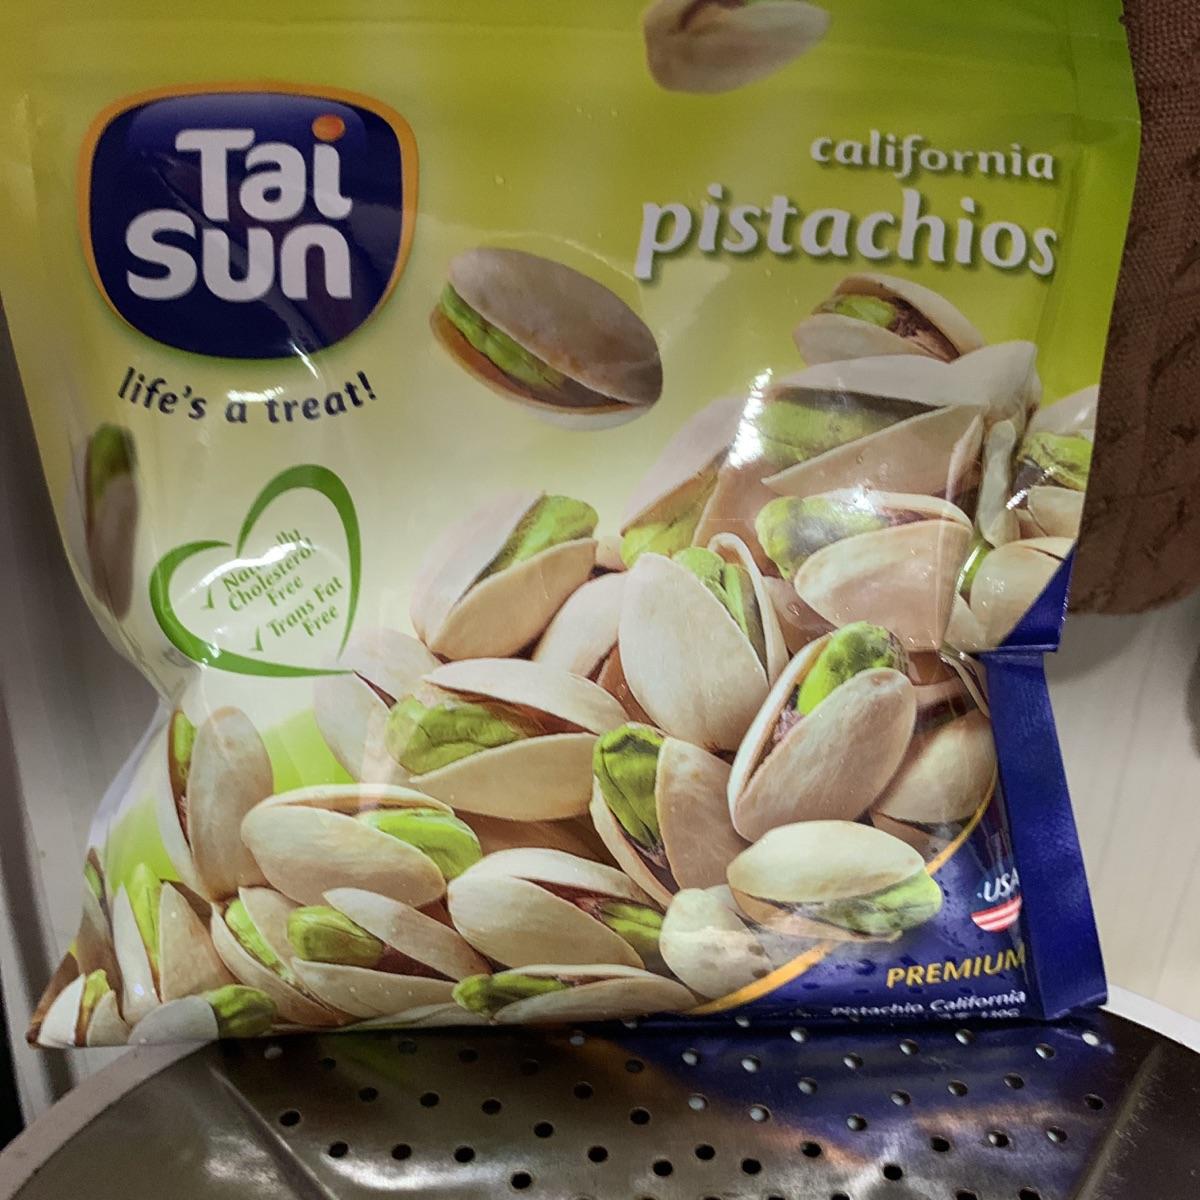 Tai
Sun
life's a treat!
california
pistachios
Naturally
Cholesterol
Free
Trans Fat
Free
USA
PREMIUM
Pistachio California